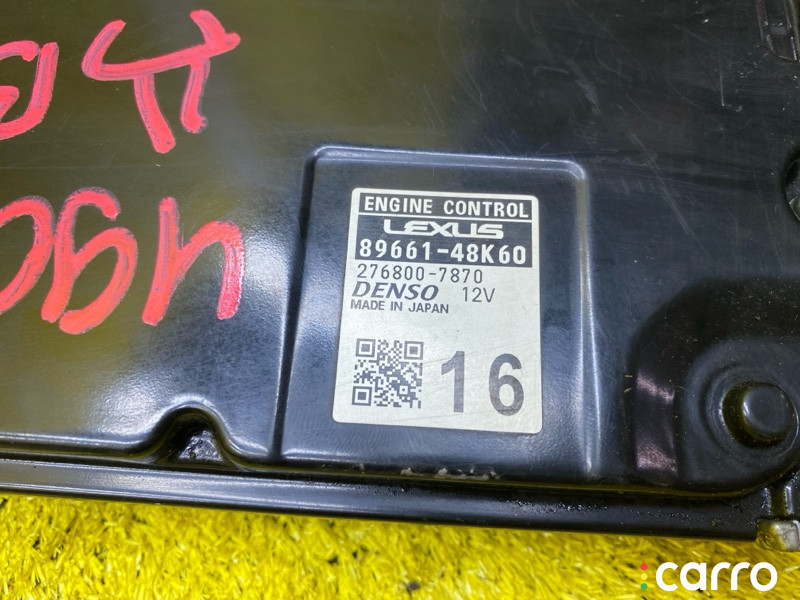 ENGINE CONTROL
LEXUS
89661-48K60
276800-7870
DENSO 12V
MADE IN JAPAN
16
carro